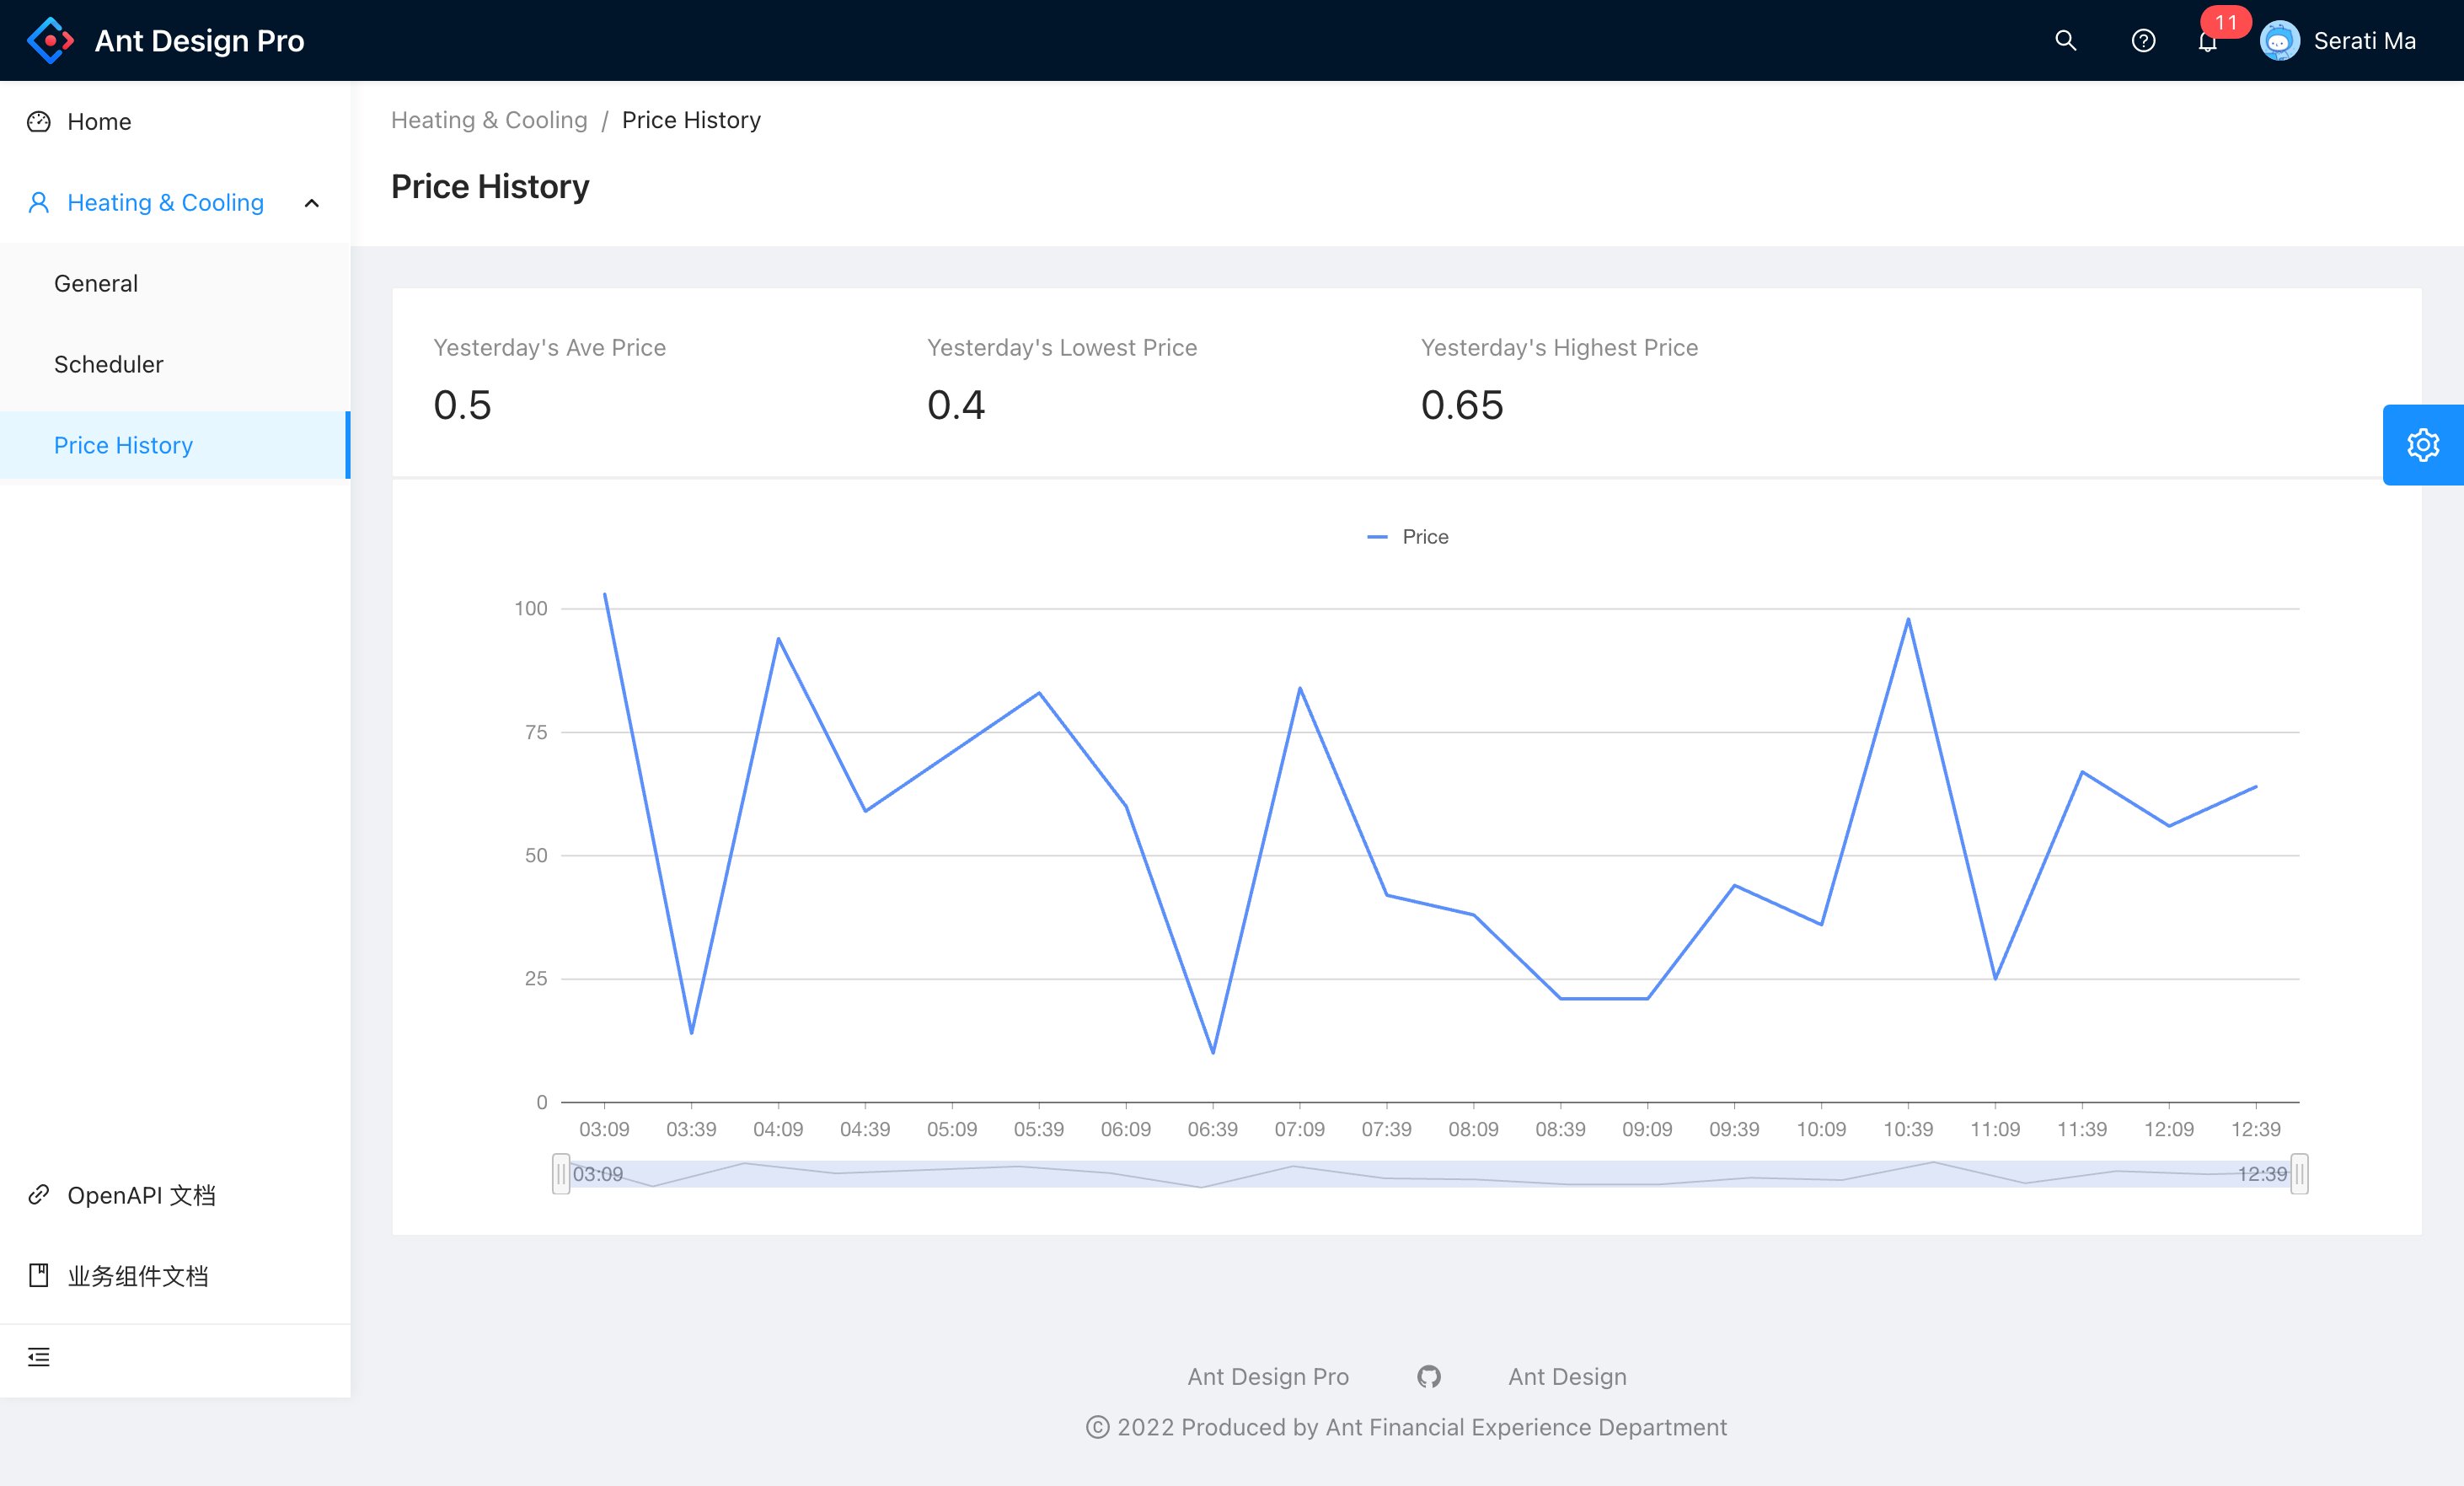 Ant Design Pro
11
Serati Ma
Home
Heating & Cooling
General
Scheduler
Price History
OpenAPI 文档
业务组件文档
Heating & Cooling / Price History
Price History
Yesterday's Ave Price
0.5
Yesterday's Lowest Price
0.4
Yesterday's Highest Price
0.65
Price
100
75
50
25
0
03:09 03:39 04:09 04:39 05:09 05:39 06:09 06:39 07:09 07:39 08:09 08:39 09:09 09:39 10:09 10:39 11:09 11:39 12:09 12:39
03:09 12:39
Ant Design Pro Ant Design
© 2022 Produced by Ant Financial Experience Department